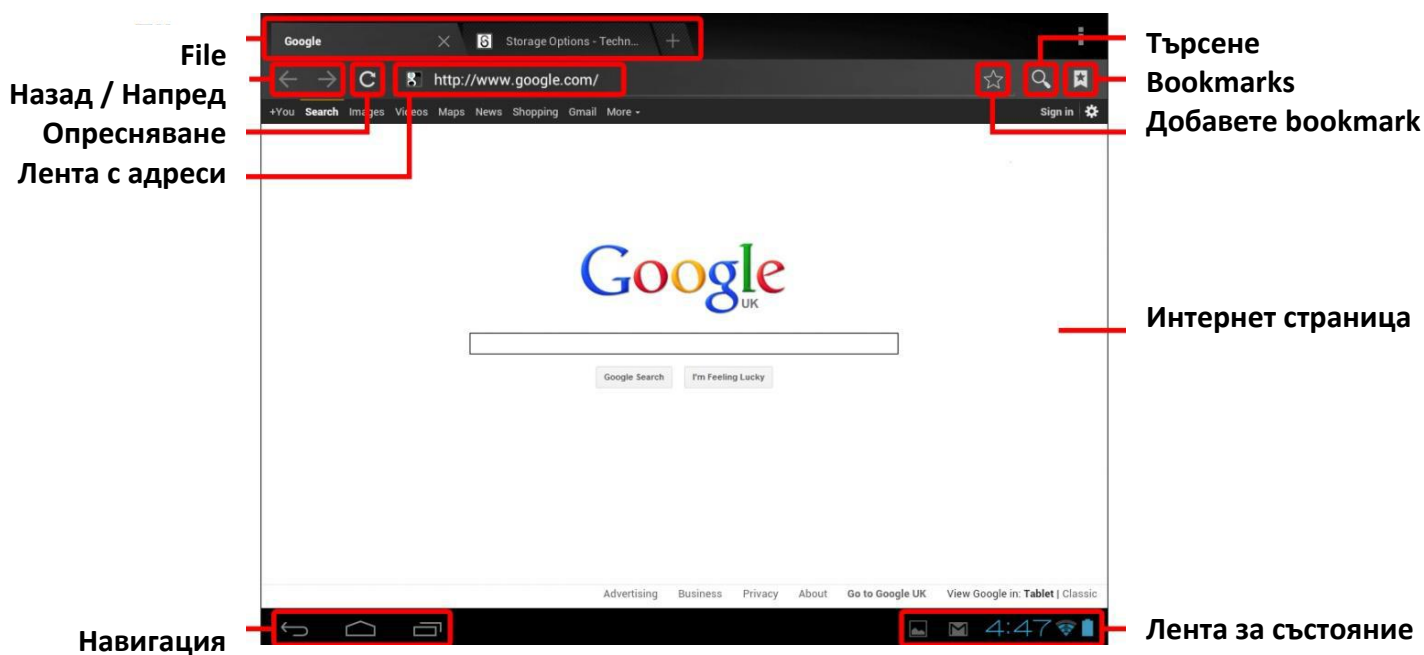 File
Назад / Напред
Опресняване
Лента с адреси
Навигация
Google
Storage Options - Techn...
http://www.google.com/
+You Search Images Videos Maps News Shopping Gmail More
Sign in
Google
UK
Google Search
I'm Feeling Lucky
Advertising Business Privacy About Go to Google UK View Google in: Tablet | Classic
4:47
Търсене
Bookmarks
Добавете bookmark
Интернет страница
Лента за състояние